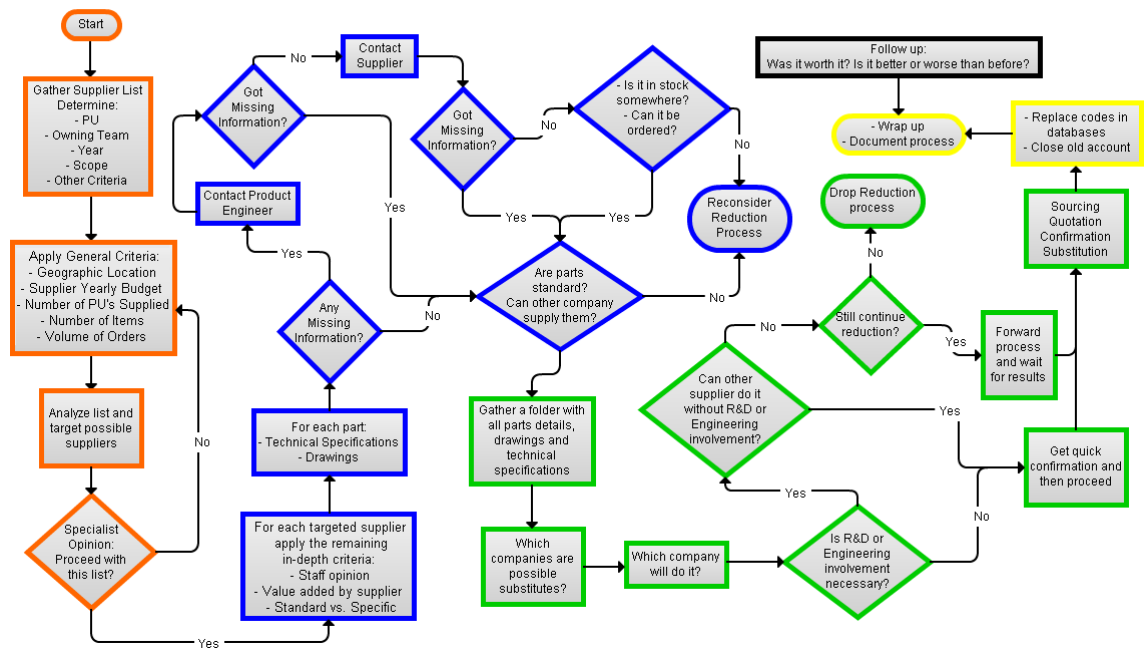 Start
Gather Supplier List
Determine:
- PU
- Owning Team
- Year
- Scope
- Other Criteria
Apply General Criteria:
- Geographic Location
- Supplier Yearly Budget
- Number of PU's Supplied
- Number of Items
- Volume of Orders
Analyze list and
target possible
suppliers
No
Specialist
Opinion:
Proceed with
this list?
Yes
For each targeted supplier
apply the remaining
in-depth criteria:
- Staff opinion
- Value added by supplier
- Standard vs. Specific
For each part:
- Technical Specifications
- Drawings
Any
Missing
Information?
Yes
No
Contact Product
Engineer
Got
Missing
Information?
No
Yes
Contact
Supplier
Got
Missing
Information?
No
Yes
- Is it in stock
somewhere?
- Can it be
ordered?
No
Yes
Reconsider
Reduction
Process
Are parts
standard?
Can other company
supply them?
No
Gather a folder with
all parts details,
drawings and
technical
specifications
Which
companies are
possible
substitutes?
Which company
will do it?
Is R&D or
Engineering
involvement
necessary?
Yes
No
Can other
supplier do it
without R&D or
Engineering
involvement?
No
Yes
Still continue
reduction?
No
Yes
Drop Reduction
process
Forward
process
and wait
for results
Get quick
confirmation and
then proceed
Sourcing
Quotation
Confirmation
Substitution
- Replace codes in
databases
- Close old account
- Wrap up
- Document process
Follow up:
Was it worth it? Is it better or worse than before?